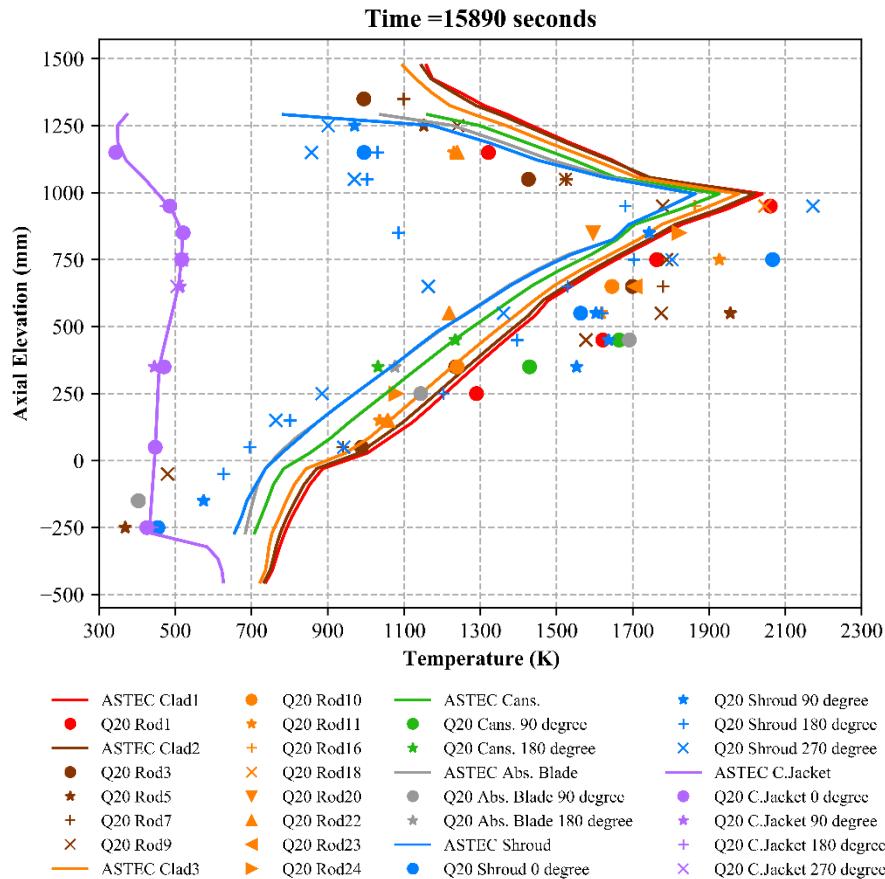 Time =15890 seconds
1500
1250
1000
750
500
250
0
−250
−500
Axial Elevation (mm)
300 500 700 900 1100 1300 1500 1700 1900 2100 2300
Temperature (K)
ASTEC Clad1
Q20 Rod1
ASTEC Clad2
Q20 Rod3
Q20 Rod5
Q20 Rod7
Q20 Rod9
ASTEC Clad3
Q20 Rod10
Q20 Rod11
Q20 Rod16
Q20 Rod18
Q20 Rod20
Q20 Rod22
Q20 Rod23
Q20 Rod24
ASTEC Cans.
Q20 Cans. 90 degree
Q20 Cans. 180 degree
ASTEC Abs. Blade
Q20 Abs. Blade 90 degree
Q20 Abs. Blade 180 degree
ASTEC Shroud
Q20 Shroud 0 degree
Q20 Shroud 90 degree
Q20 Shroud 180 degree
Q20 Shroud 270 degree
ASTEC C.Jacket
Q20 C.Jacket 0 degree
Q20 C.Jacket 90 degree
Q20 C.Jacket 180 degree
Q20 C.Jacket 270 degree